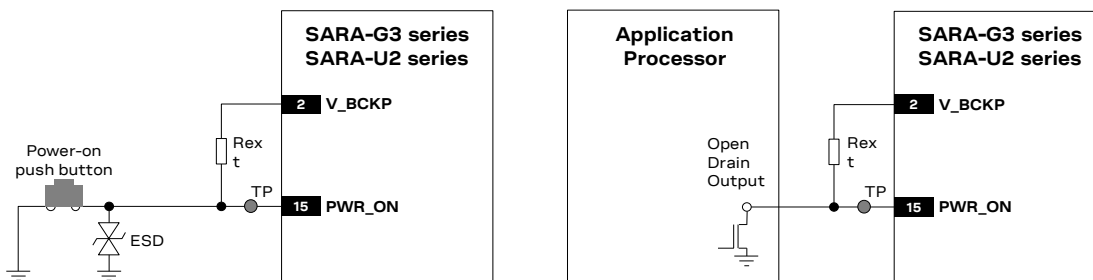 SARA-G3 series
SARA-U2 series
2 V_BCKP
Rex
t
Power-on
push button
TP
15 PWR_ON
ESD
Application
Processor
Open
Drain
Output
SARA-G3 series
SARA-U2 series
2 V_BCKP
Rex
t
TP
15 PWR_ON